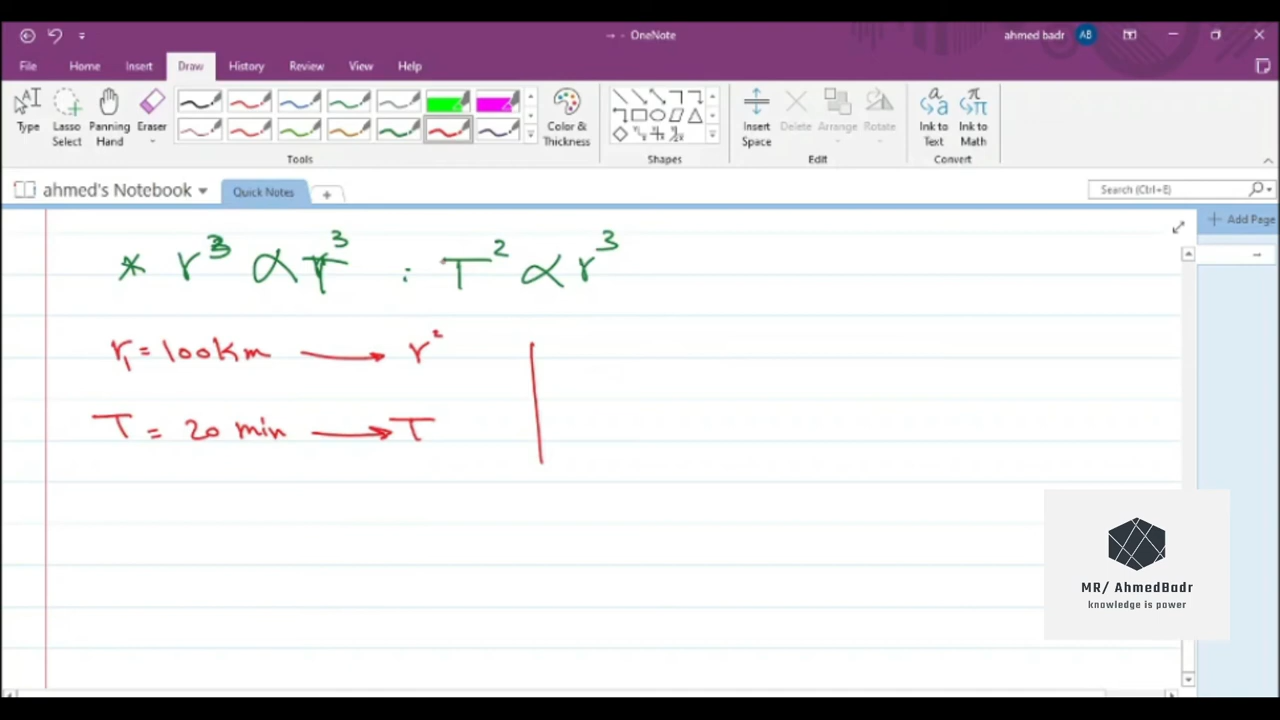 → - OneNote
ahmed badr AB
File Home Insert Draw History Review View Help
Type Lasso Select Panning Hand Eraser Color & Thickness Insert Space Delete Arrange Rotate Ink to Text Ink to Math
Tools Shapes Edit Convert
ahmed's Notebook Quick Notes Search (Ctrl+E)
Add Page
* r³ ∝ T³ : T² ∝ r³
r₁ = 100 Km → r²
T = 20 min → T
MR/ AhmedBadr
knowledge is power